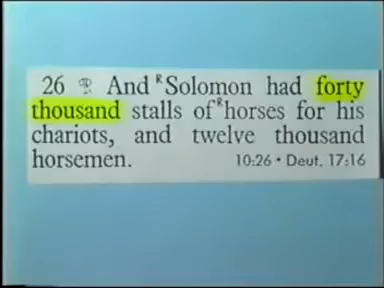 26 And RSolomon had forty
thousand stalls of Rhorses for his
chariots, and twelve thousand
horsemen. 10:26 • Deut. 17:16